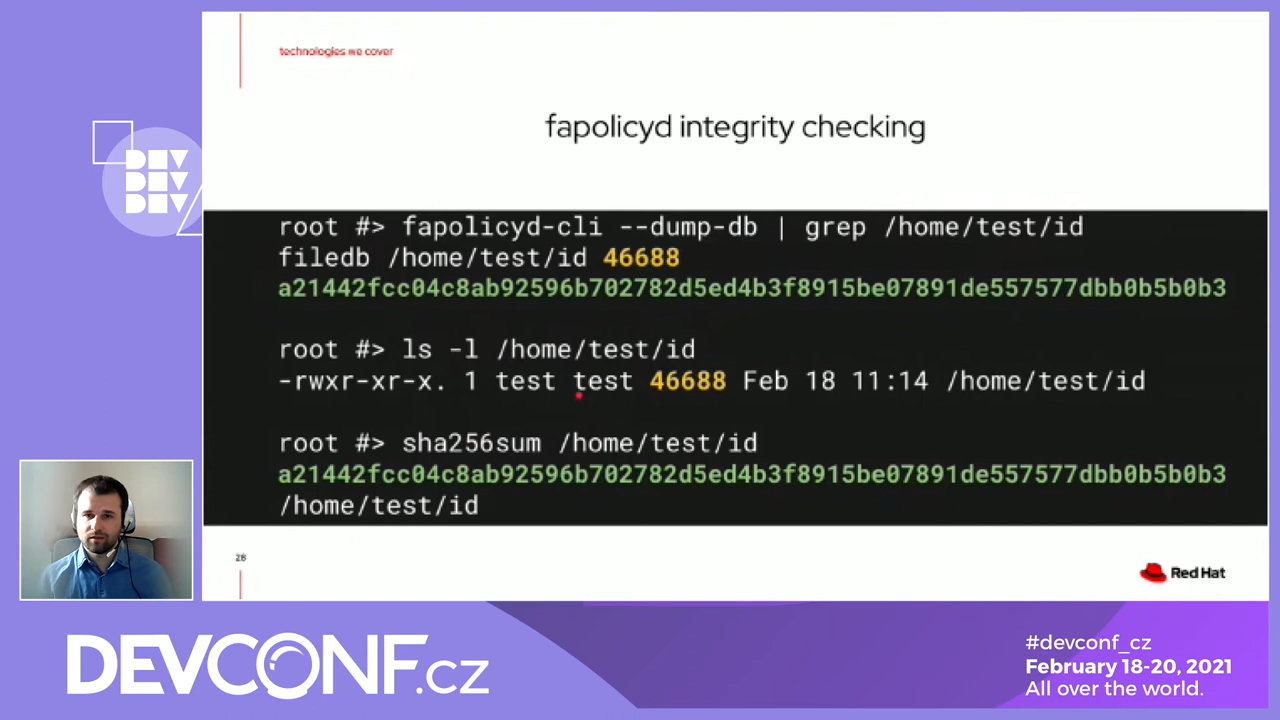 technologies we cover
fapolicyd integrity checking
DEV
DEV
DEV
root #> fapolicyd-cli --dump-db | grep /home/test/id
filedb /home/test/id 46688
a21442fcc04c8ab92596b702782d5ed4b3f8915be07891de557577dbb0b5b0b3
root #> ls -l /home/test/id
-rwxr-xr-x. 1 test test 46688 Feb 18 11:14 /home/test/id
root #> sha256sum /home/test/id
a21442fcc04c8ab92596b702782d5ed4b3f8915be07891de557577dbb0b5b0b3
/home/test/id
28
Red Hat
DEVCONF.cz
#devconf_cz
February 18-20, 2021
All over the world.